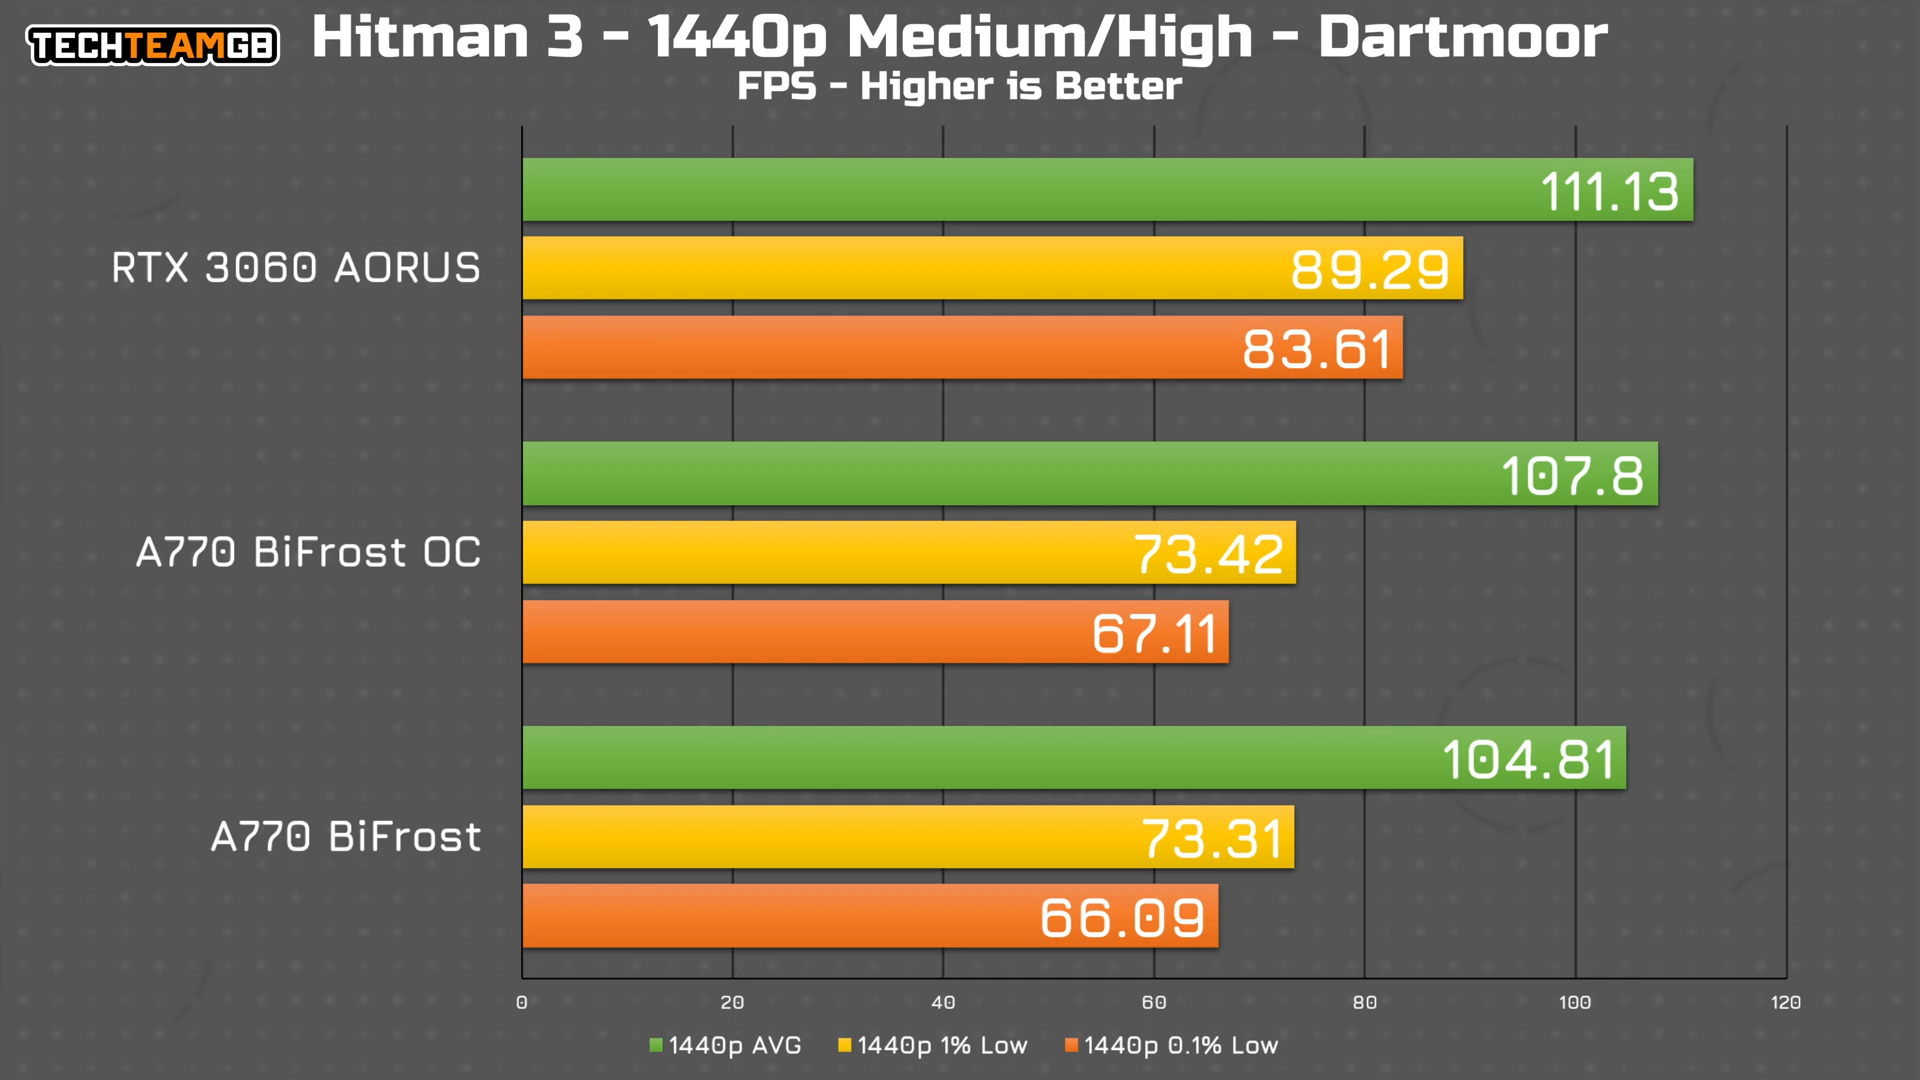 TECHTEAMGB
Hitman 3 - 1440p Medium/High - Dartmoor
FPS - Higher is Better
RTX 3060 AORUS
111.13
89.29
83.61
A770 BiFrost OC
107.8
73.42
67.11
A770 BiFrost
104.81
73.31
66.09
0 20 40 60 80 100 120
1440p AVG 1440p 1% Low 1440p 0.1% Low